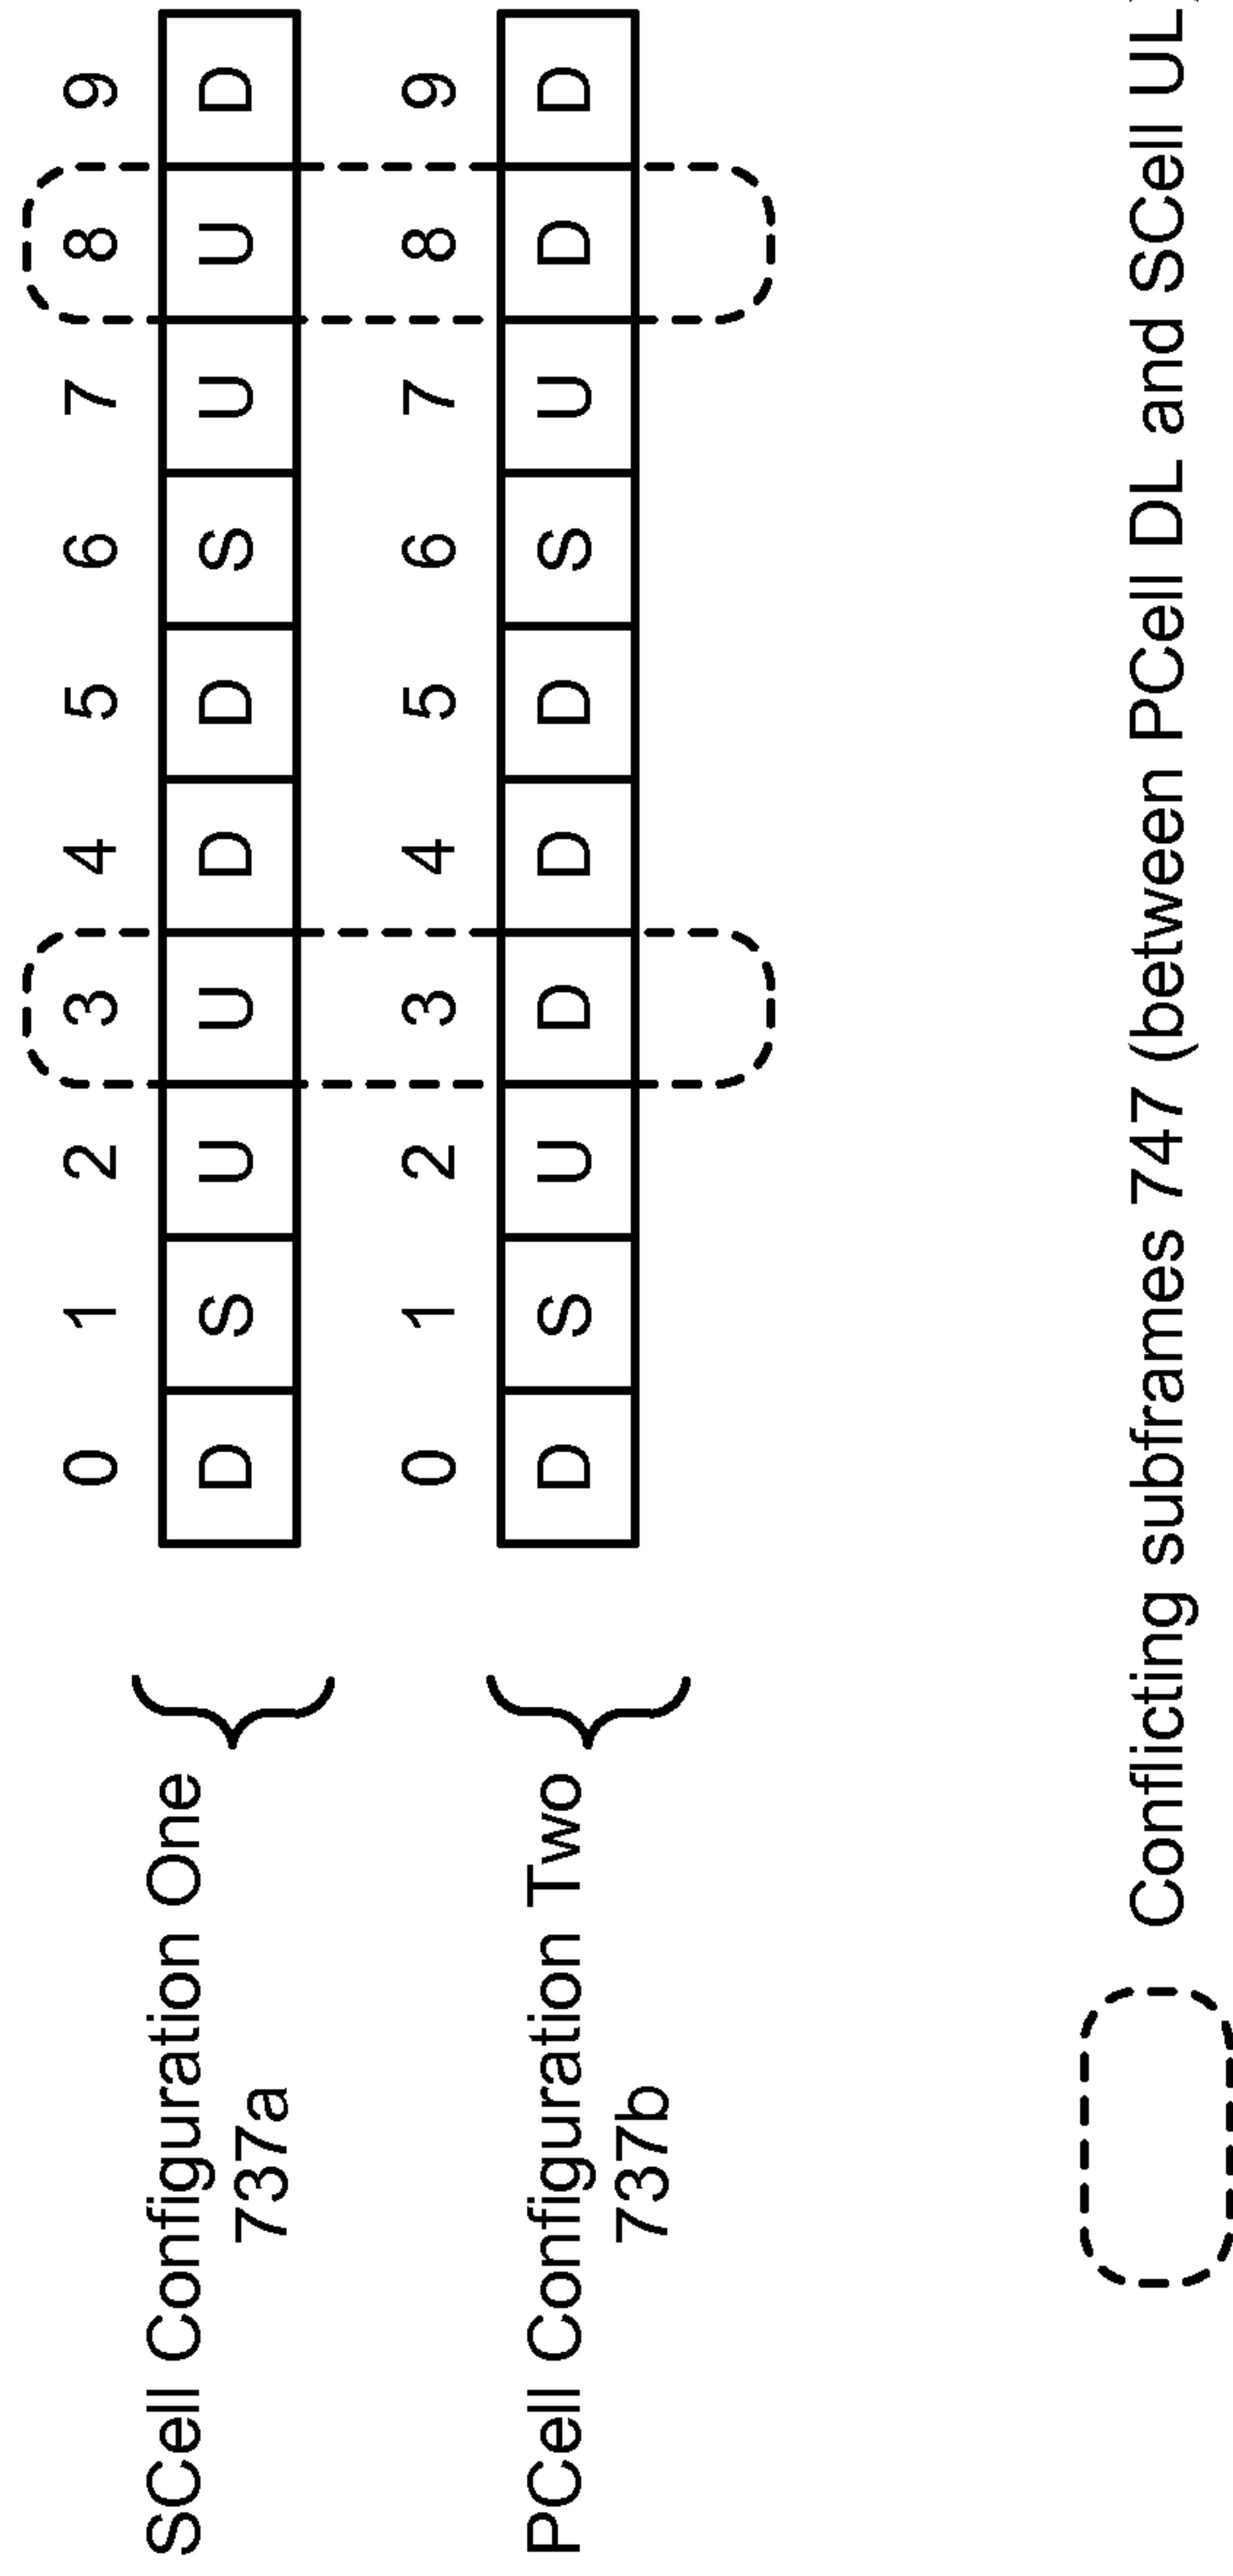 0 1 2 3 4 5 6 7 8 9
SCell Configuration One
737a
D S U U D D S U U D
0 1 2 3 4 5 6 7 8 9
PCell Configuration Two
737b
D S U D D D S U D D
Conflicting subframes 747 (between PCell DL and SCell UL)